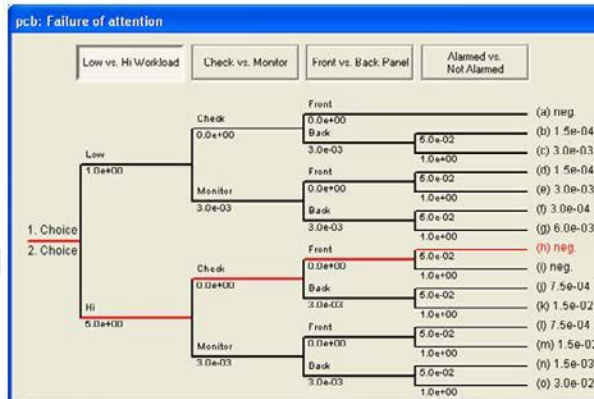 pcb: Failure of attention
Low vs. Hi Workload
Check vs. Monitor
Front vs. Back Panel
Alarmed vs.
Not Alarmed
Front
0.0e+00
(a) neg.
Check
0.0e+00
Back
3.0e-03
5.0e-02
(b) 1.5e-04
1.0e+00
(c) 3.0e-03
Low
1.0e+00
Front
0.0e+00
5.0e-02
(d) 1.5e-04
1.0e+00
(e) 3.0e-03
Monitor
3.0e-03
Back
3.0e-03
5.0e-02
(f) 3.0e-04
1.0e+00
(g) 6.0e-03
1. Choice
2. Choice
Front
0.0e+00
5.0e-02
(h) neg.
1.0e+00
(i) neg.
Check
0.0e+00
Back
3.0e-03
5.0e-02
(j) 7.5e-04
1.0e+00
(k) 1.5e-02
Hi
5.0e+00
Front
0.0e+00
5.0e-02
(l) 7.5e-04
1.0e+00
(m) 1.5e-02
Monitor
3.0e-03
Back
3.0e-03
5.0e-02
(n) 1.5e-03
1.0e+00
(o) 3.0e-02